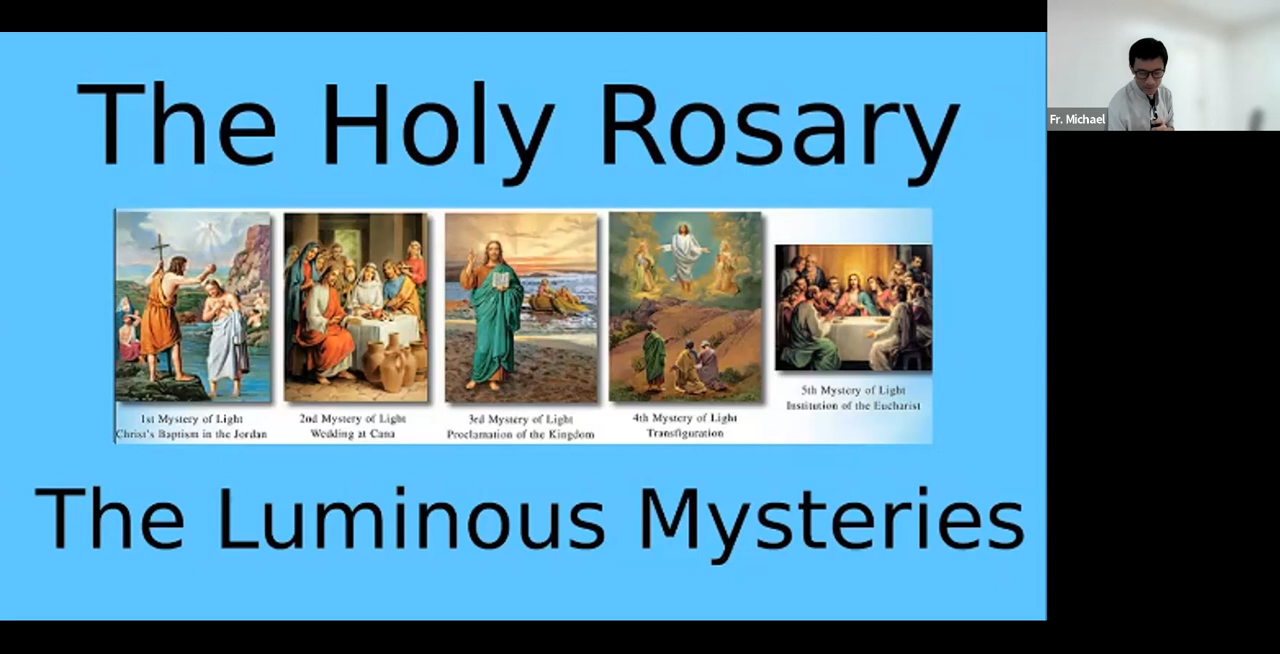 The Holy Rosary
1st Mystery of Light
Christ's Baptism in the Jordan
2nd Mystery of Light
Wedding at Cana
3rd Mystery of Light
Proclamation of the Kingdom
4th Mystery of Light
Transfiguration
5th Mystery of Light
Institution of the Eucharist
The Luminous Mysteries
Fr. Michael